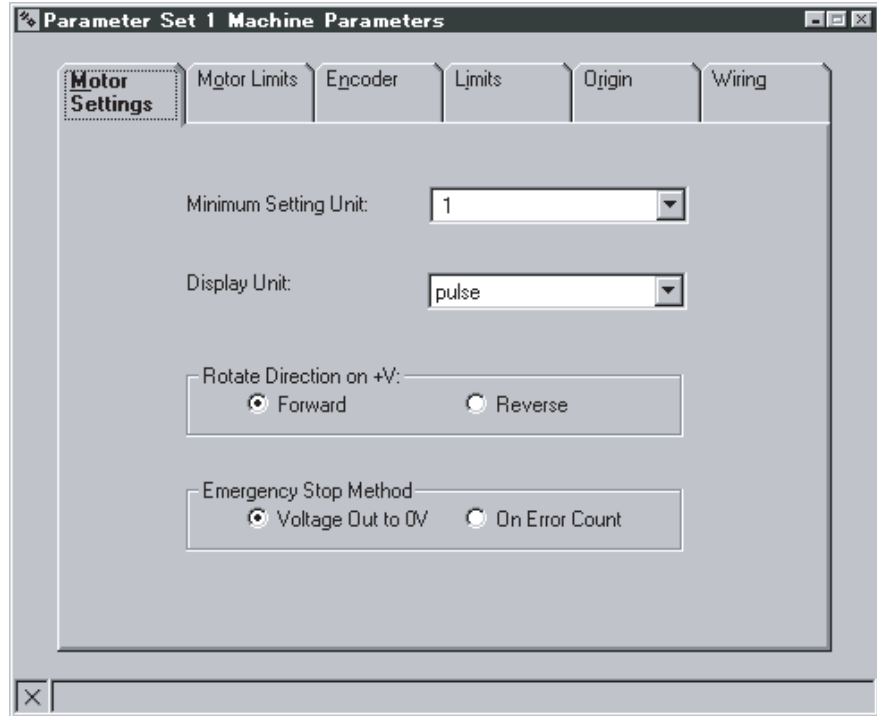 Parameter Set 1 Machine Parameters
Motor Settings
Motor Limits
Encoder
Limits
Origin
Wiring
Minimum Setting Unit:
1
Display Unit:
pulse
Rotate Direction on +V:
Forward
Reverse
Emergency Stop Method
Voltage Out to 0V
On Error Count